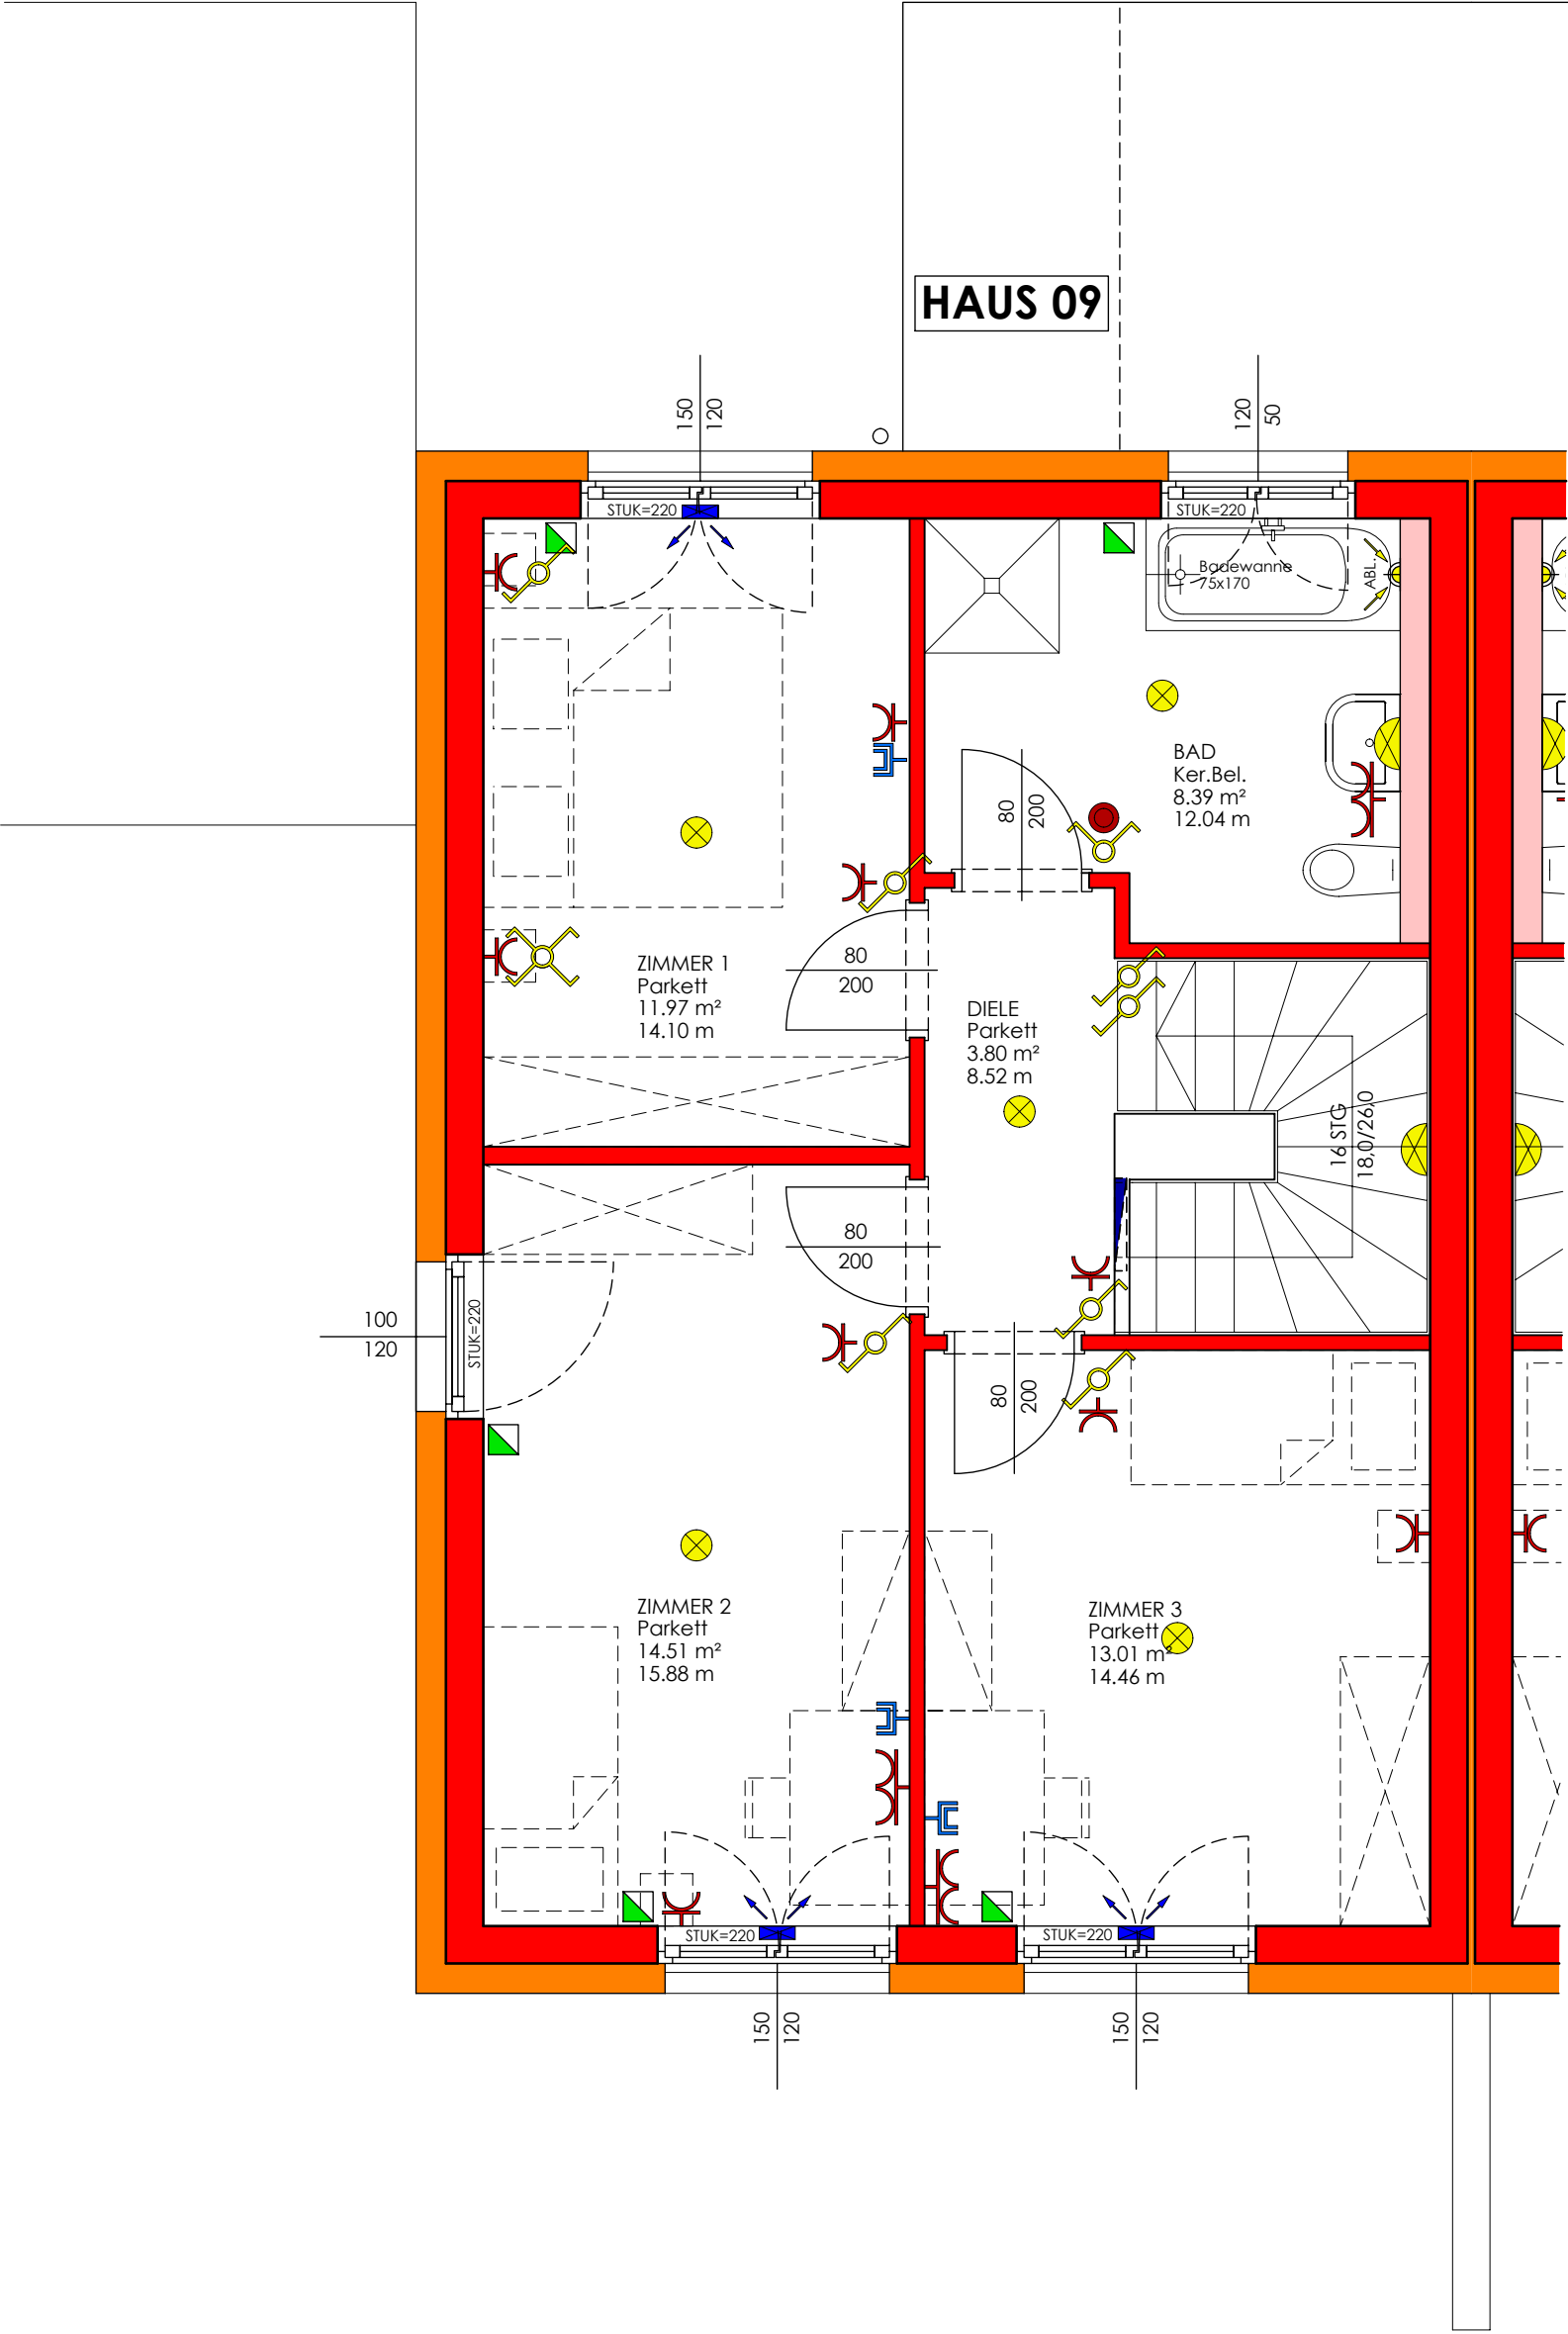 HAUS 09
150
120
120
50
STUK=220
STUK=220
Badewanne
75x170
ABL.
BAD
Ker.Bel.
8.39 m²
12.04 m
80
200
ZIMMER 1
Parkett
11.97 m²
14.10 m
80
200
DIELE
Parkett
3.80 m²
8.52 m
16 STG
18,0/26,0
80
200
100
120
STUK=220
80
200
ZIMMER 2
Parkett
14.51 m²
15.88 m
ZIMMER 3
Parkett
13.01 m²
14.46 m
STUK=220
STUK=220
150
120
150
120